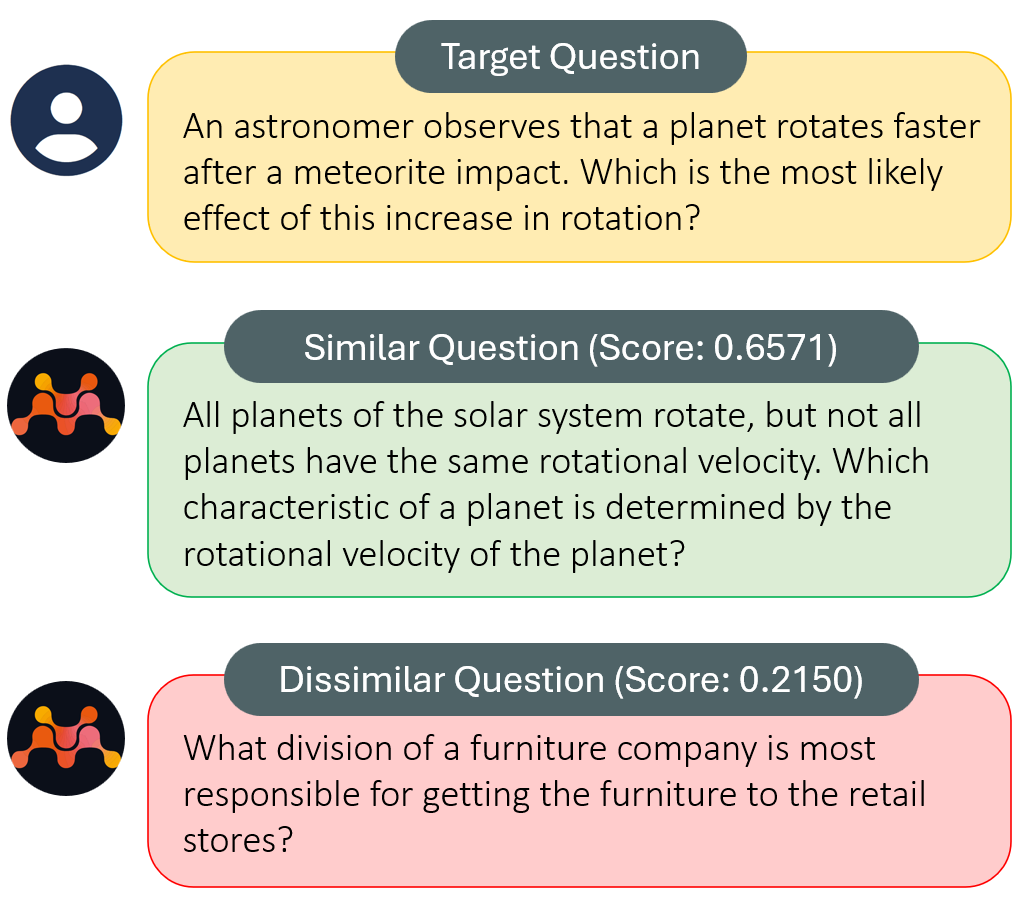 Target Question
An astronomer observes that a planet rotates faster
after a meteorite impact. Which is the most likely
effect of this increase in rotation?
Similar Question (Score: 0.6571)
All planets of the solar system rotate, but not all
planets have the same rotational velocity. Which
characteristic of a planet is determined by the
rotational velocity of the planet?
Dissimilar Question (Score: 0.2150)
What division of a furniture company is most
responsible for getting the furniture to the retail
stores?